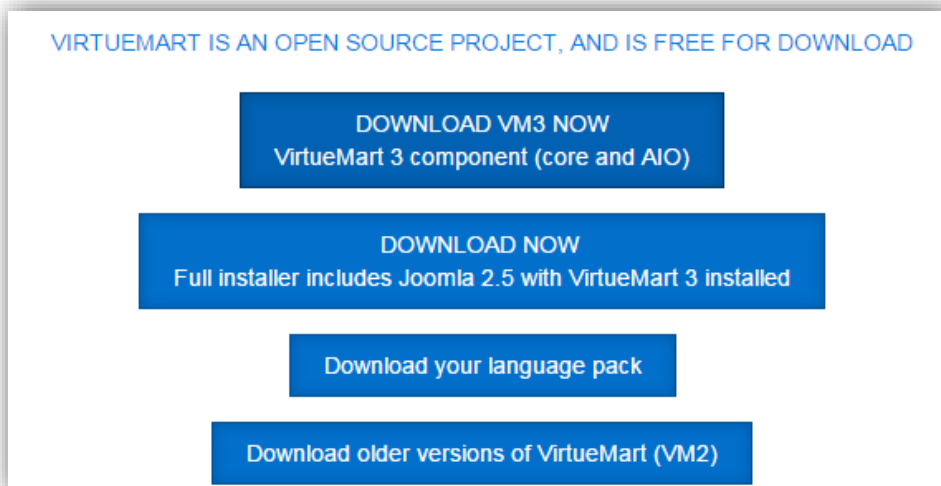 VIRTUEMART IS AN OPEN SOURCE PROJECT, AND IS FREE FOR DOWNLOAD
DOWNLOAD VM3 NOW
VirtueMart 3 component (core and AIO)
DOWNLOAD NOW
Full installer includes Joomla 2.5 with VirtueMart 3 installed
Download your language pack
Download older versions of VirtueMart (VM2)